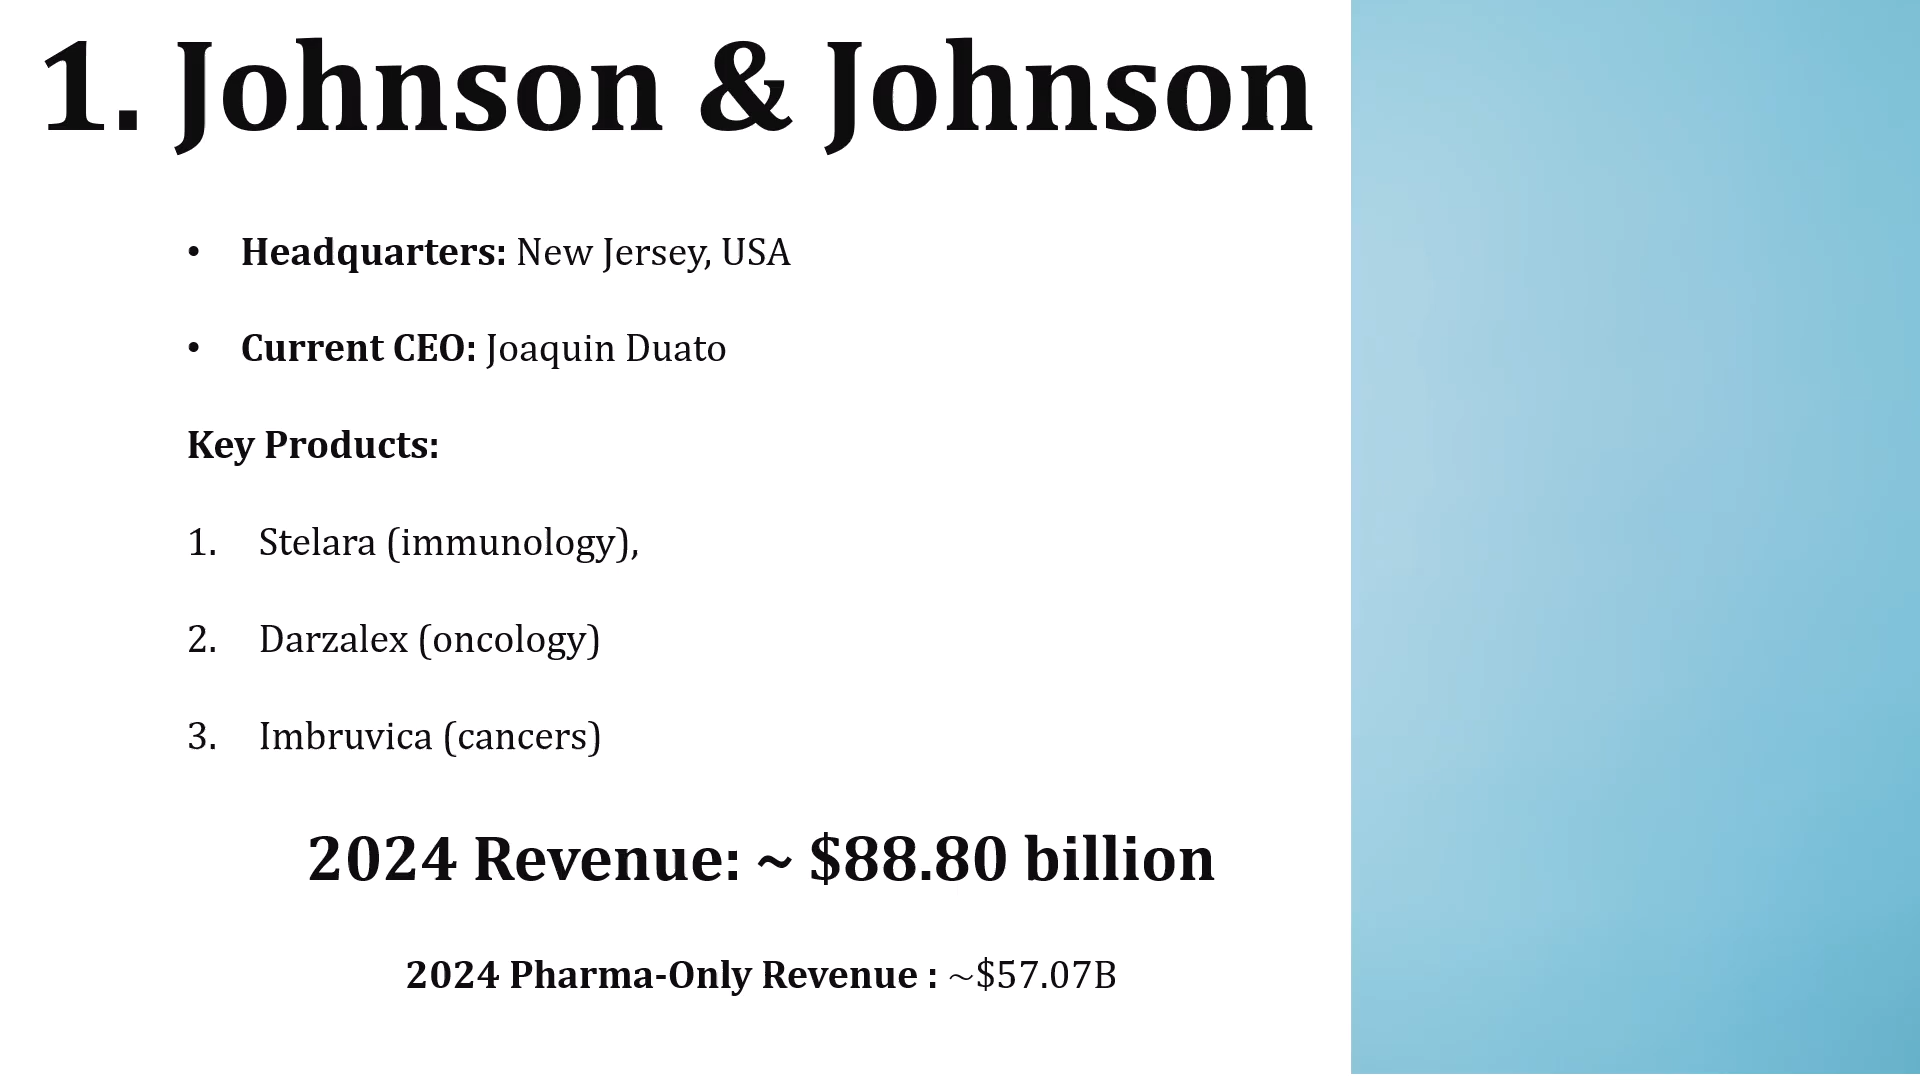 1. Johnson & Johnson
• Headquarters: New Jersey, USA
• Current CEO: Joaquin Duato
Key Products:
1. Stelara (immunology),
2. Darzalex (oncology)
3. Imbruvica (cancers)
2024 Revenue: ~ $88.80 billion
2024 Pharma-Only Revenue : ~$57.07B